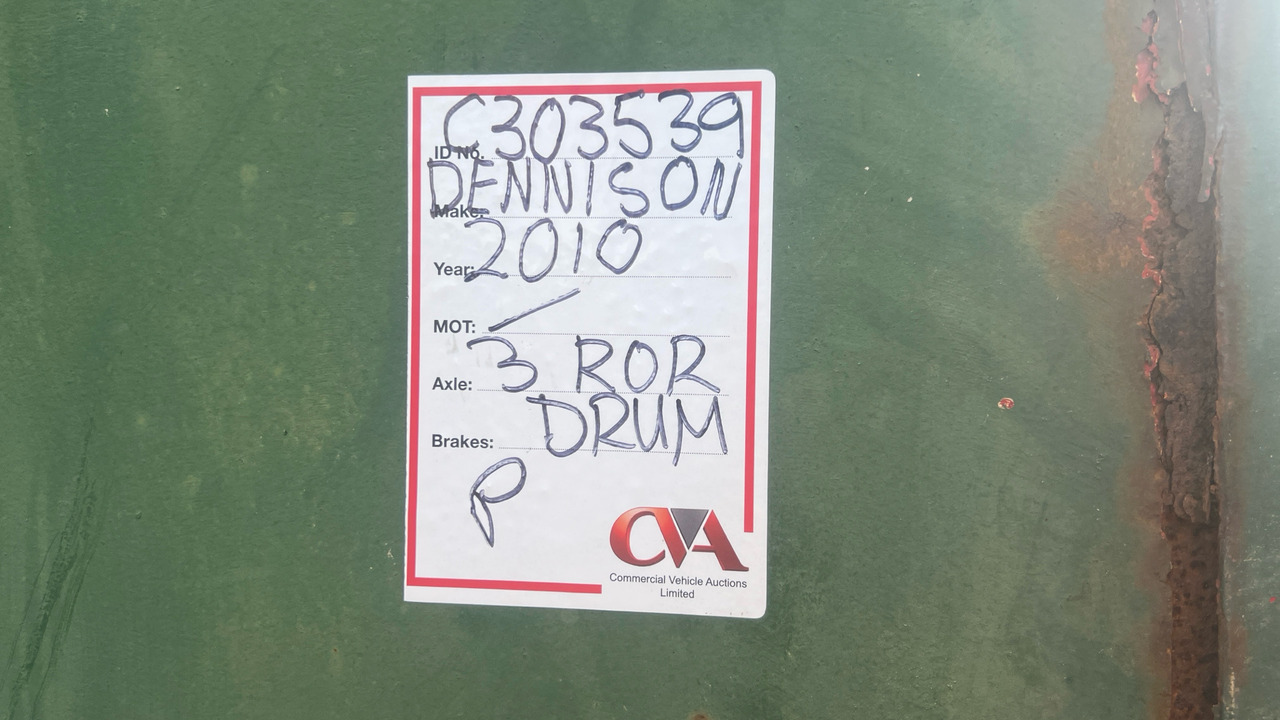 ID No. C303539
Make: DENNISON
Year: 2010
MOT: /
Axle: 3 ROR
Brakes: DRUM
P
CVA
Commercial Vehicle Auctions
Limited